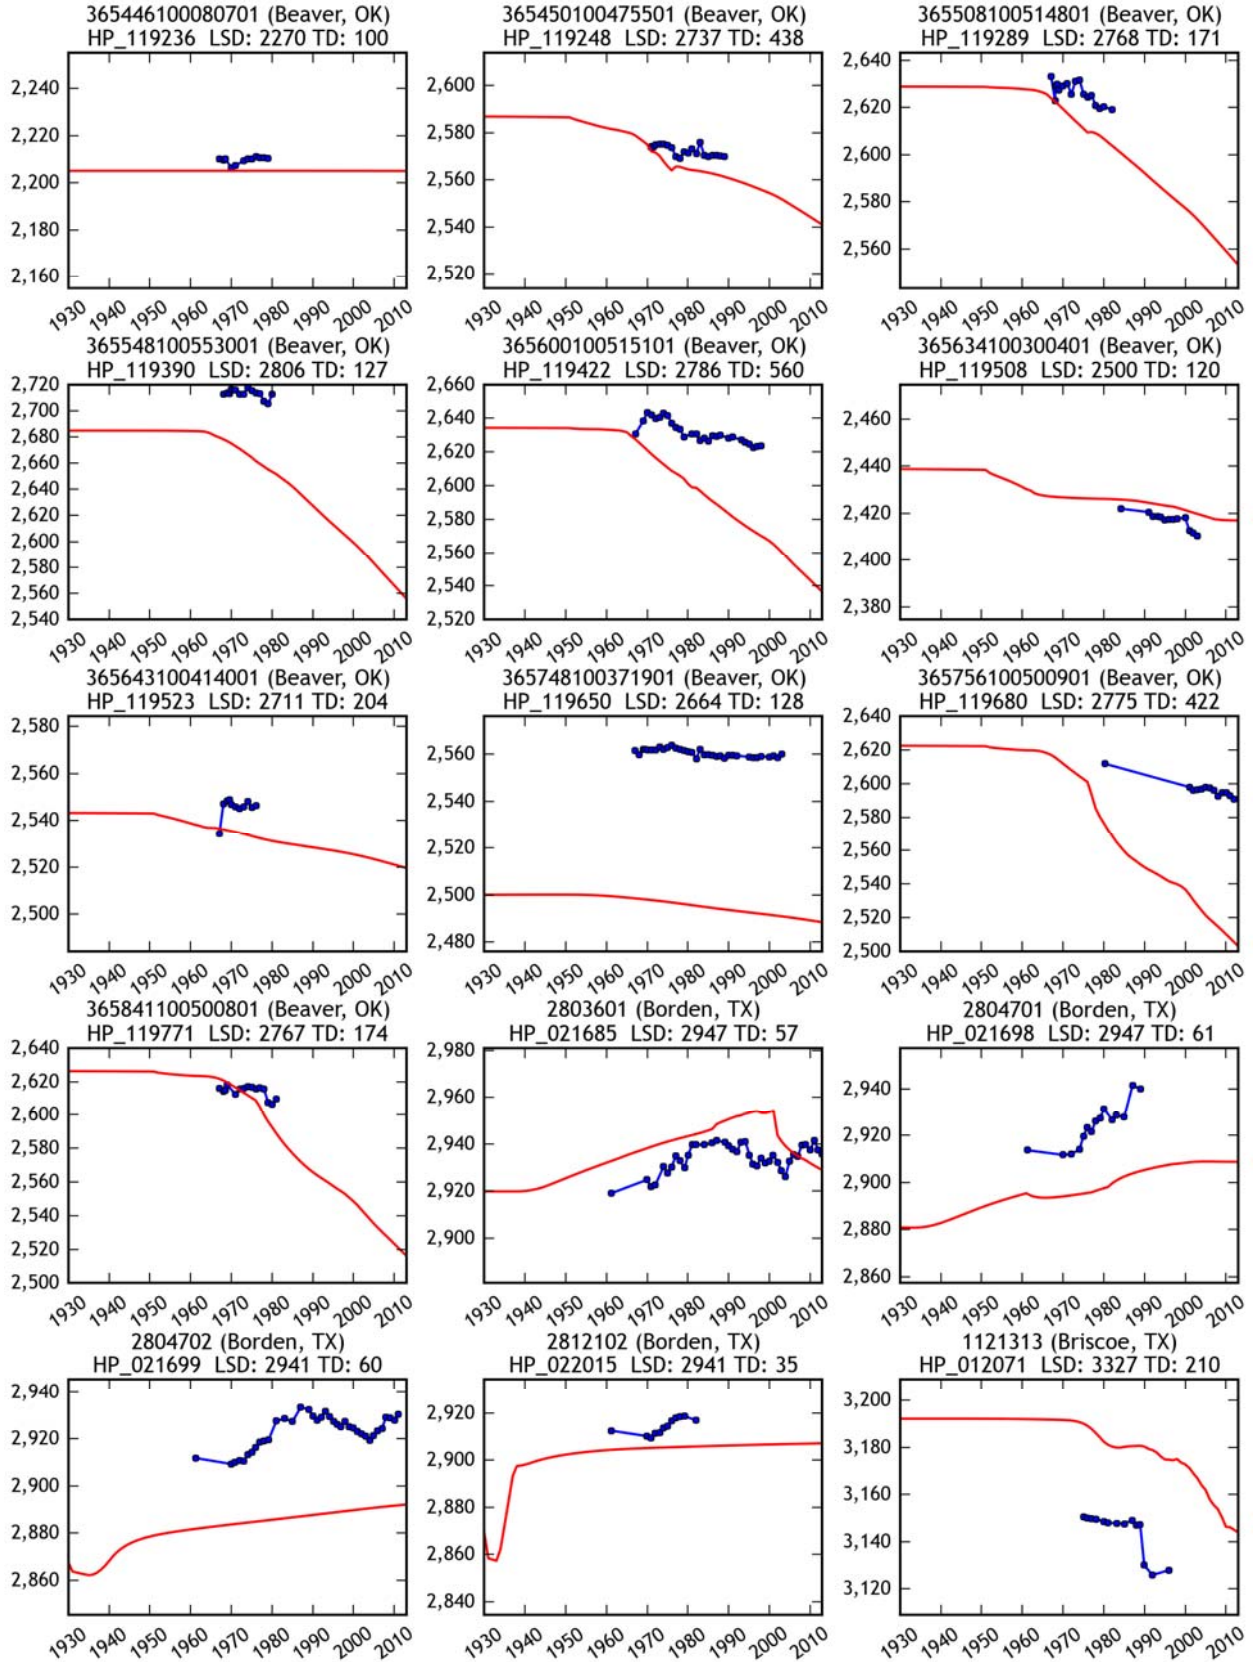 365446100080701 (Beaver, OK)
HP_119236 LSD: 2270 TD: 100
2,240
2,220
2,200
2,180
2,160
1930 1940 1950 1960 1970 1980 1990 2000 2010
365450100475501 (Beaver, OK)
HP_119248 LSD: 2737 TD: 438
2,600
2,580
2,560
2,540
2,520
1930 1940 1950 1960 1970 1980 1990 2000 2010
365508100514801 (Beaver, OK)
HP_119289 LSD: 2768 TD: 171
2,640
2,620
2,600
2,580
2,560
1930 1940 1950 1960 1970 1980 1990 2000 2010
365548100553001 (Beaver, OK)
HP_119390 LSD: 2806 TD: 127
2,720
2,700
2,680
2,660
2,640
2,620
2,600
2,580
2,560
2,540
1930 1940 1950 1960 1970 1980 1990 2000 2010
365600100515101 (Beaver, OK)
HP_119422 LSD: 2786 TD: 560
2,660
2,640
2,620
2,600
2,580
2,560
2,540
2,520
1930 1940 1950 1960 1970 1980 1990 2000 2010
365634100300401 (Beaver, OK)
HP_119508 LSD: 2500 TD: 120
2,460
2,440
2,420
2,400
2,380
1930 1940 1950 1960 1970 1980 1990 2000 2010
365643100414001 (Beaver, OK)
HP_119523 LSD: 2711 TD: 204
2,580
2,560
2,540
2,520
2,500
1930 1940 1950 1960 1970 1980 1990 2000 2010
365748100371901 (Beaver, OK)
HP_119650 LSD: 2664 TD: 128
2,560
2,540
2,520
2,500
2,480
1930 1940 1950 1960 1970 1980 1990 2000 2010
365756100500901 (Beaver, OK)
HP_119680 LSD: 2775 TD: 422
2,640
2,620
2,600
2,580
2,560
2,540
2,520
2,500
1930 1940 1950 1960 1970 1980 1990 2000 2010
365841100500801 (Beaver, OK)
HP_119771 LSD: 2767 TD: 174
2,640
2,620
2,600
2,580
2,560
2,540
2,520
2,500
1930 1940 1950 1960 1970 1980 1990 2000 2010
2803601 (Borden, TX)
HP_021685 LSD: 2947 TD: 57
2,980
2,960
2,940
2,920
2,900
1930 1940 1950 1960 1970 1980 1990 2000 2010
2804701 (Borden, TX)
HP_021698 LSD: 2947 TD: 61
2,940
2,920
2,900
2,880
2,860
1930 1940 1950 1960 1970 1980 1990 2000 2010
2804702 (Borden, TX)
HP_021699 LSD: 2941 TD: 60
2,940
2,920
2,900
2,880
2,860
1930 1940 1950 1960 1970 1980 1990 2000 2010
2812102 (Borden, TX)
HP_022015 LSD: 2941 TD: 35
2,920
2,900
2,880
2,860
2,840
1930 1940 1950 1960 1970 1980 1990 2000 2010
1121313 (Briscoe, TX)
HP_012071 LSD: 3327 TD: 210
3,200
3,180
3,160
3,140
3,120
1930 1940 1950 1960 1970 1980 1990 2000 2010